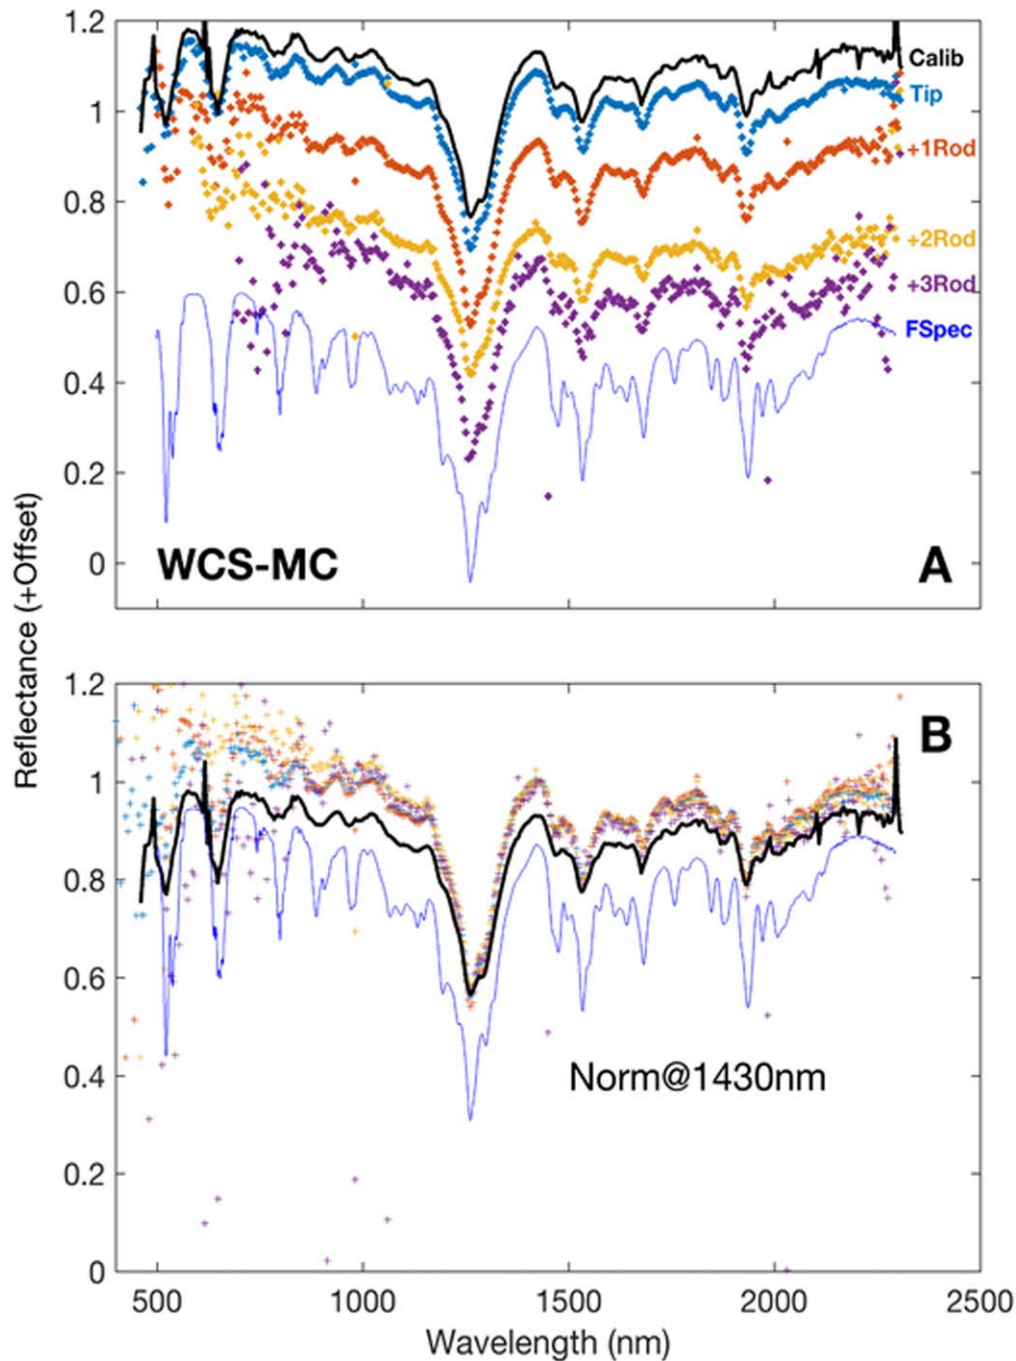 Reflectance (+Offset)
1.2
1
0.8
0.6
0.4
0.2
0
Calib
Tip
+1Rod
+2Rod
+3Rod
FSpec
WCS-MC
A
1.2
1
0.8
0.6
0.4
0.2
0
B
Norm@1430nm
500 1000 1500 2000 2500
Wavelength (nm)